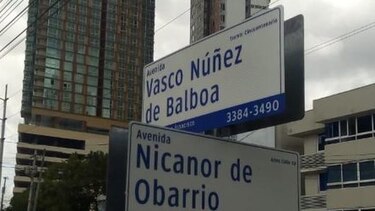 Avenida
Vasco Núñez
de Balboa
3384-3490
Avenida
Nicanor de
Obarrio